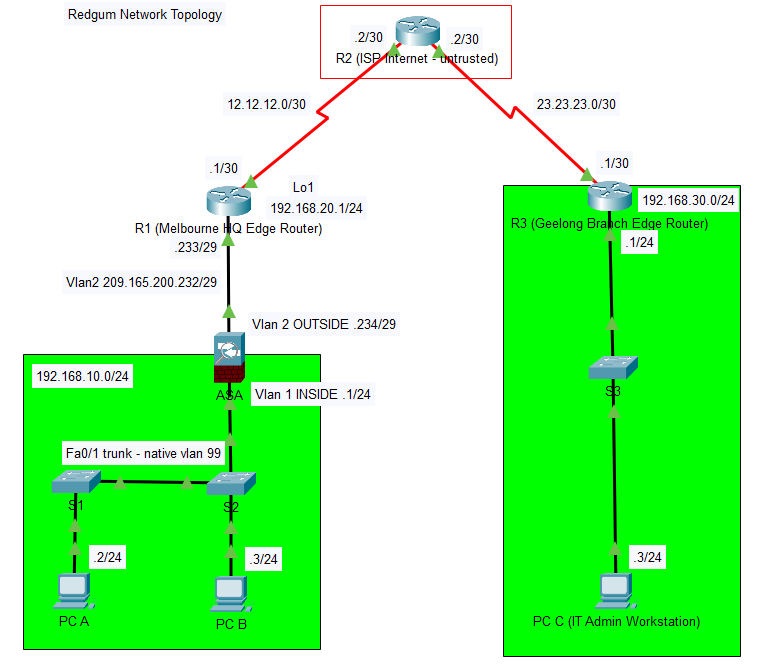 Redgum Network Topology
.2/30
.2/30
R2 (ISP Internet - untrusted)
12.12.12.0/30
23.23.23.0/30
.1/30
.1/30
Lo1
192.168.20.1/24
192.168.30.0/24
R1 (Melbourne HQ Edge Router)
R3 (Geelong Branch Edge Router)
.233/29
.1/24
Vlan2 209.165.200.232/29
Vlan 2 OUTSIDE .234/29
192.168.10.0/24
ASA
Vlan 1 INSIDE .1/24
S3
Fa0/1 trunk - native vlan 99
S1
S2
.2/24
.3/24
.3/24
PC A
PC B
PC C (IT Admin Workstation)